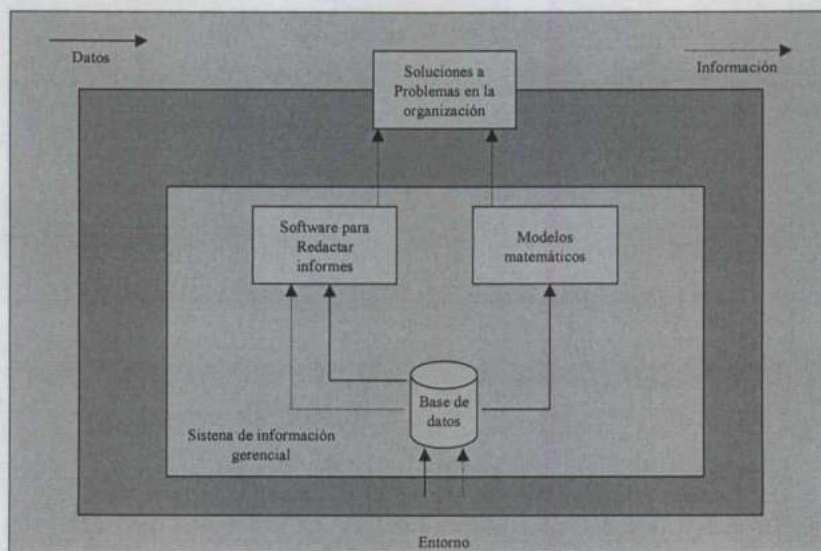 Datos
Soluciones a
Problemas en la
organización
Información
Software para
Redactar
informes
Modelos
matemáticos
Base de
datos
Sistena de información
gerencial
Entorno